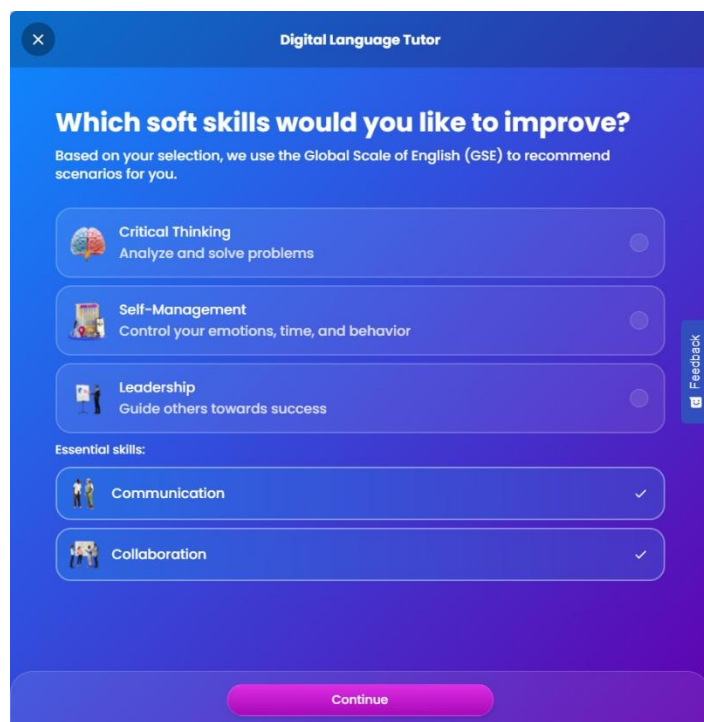 Digital Language Tutor
Which soft skills would you like to improve?
Based on your selection, we use the Global Scale of English (GSE) to recommend
scenarios for you.
Critical Thinking
Analyze and solve problems
Self-Management
Control your emotions, time, and behavior
Leadership
Guide others towards success
Essential skills:
Communication
Collaboration
Feedback
Continue